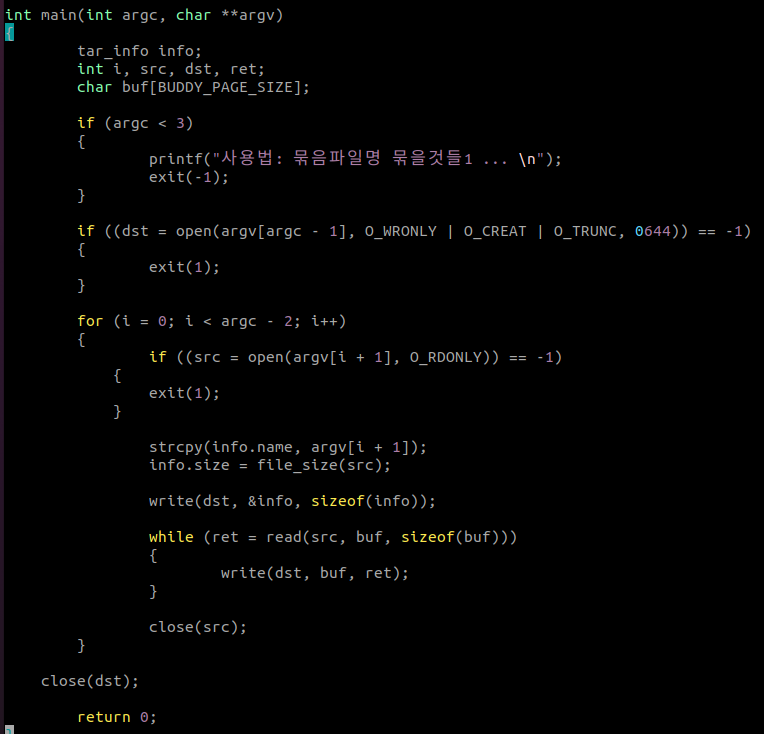 int main(int argc, char **argv)
{
tar_info info;
int i, src, dst, ret;
char buf[BUDDY_PAGE_SIZE];
if (argc < 3)
{
printf("사용법: 묶음파일명 묶을것들1 ... \n");
exit(-1);
}
if ((dst = open(argv[argc - 1], O_WRONLY | O_CREAT | O_TRUNC, 0644)) == -1)
{
exit(1);
}
for (i = 0; i < argc - 2; i++)
{
if ((src = open(argv[i + 1], O_RDONLY)) == -1)
{
exit(1);
}
strcpy(info.name, argv[i + 1]);
info.size = file_size(src);
write(dst, &info, sizeof(info));
while (ret = read(src, buf, sizeof(buf)))
{
write(dst, buf, ret);
}
close(src);
}
close(dst);
return 0;
}